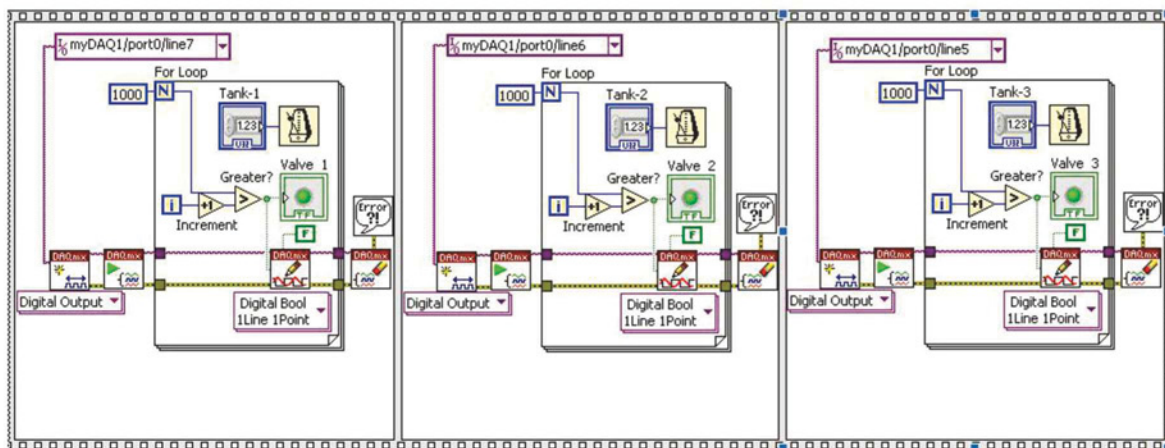 myDAQ1/port0/line7
For Loop
1000
N
Tank-1
1.23
Valve 1
Greater?
TF
i
+1
>
Increment
F
Error
?!
DAQmx
DAQmx
DAQmx
DAQmx
Digital Output
Digital Bool
1Line 1Point
myDAQ1/port0/line6
For Loop
1000
N
Tank-2
1.23
Valve 2
Greater?
TF
i
+1
>
Increment
F
Error
?!
DAQmx
DAQmx
DAQmx
DAQmx
Digital Output
Digital Bool
1Line 1Point
myDAQ1/port0/line5
For Loop
1000
N
Tank-3
1.23
Valve 3
Greater?
TF
i
+1
>
Increment
F
Error
?!
DAQmx
DAQmx
DAQmx
DAQmx
Digital Output
Digital Bool
1Line 1Point